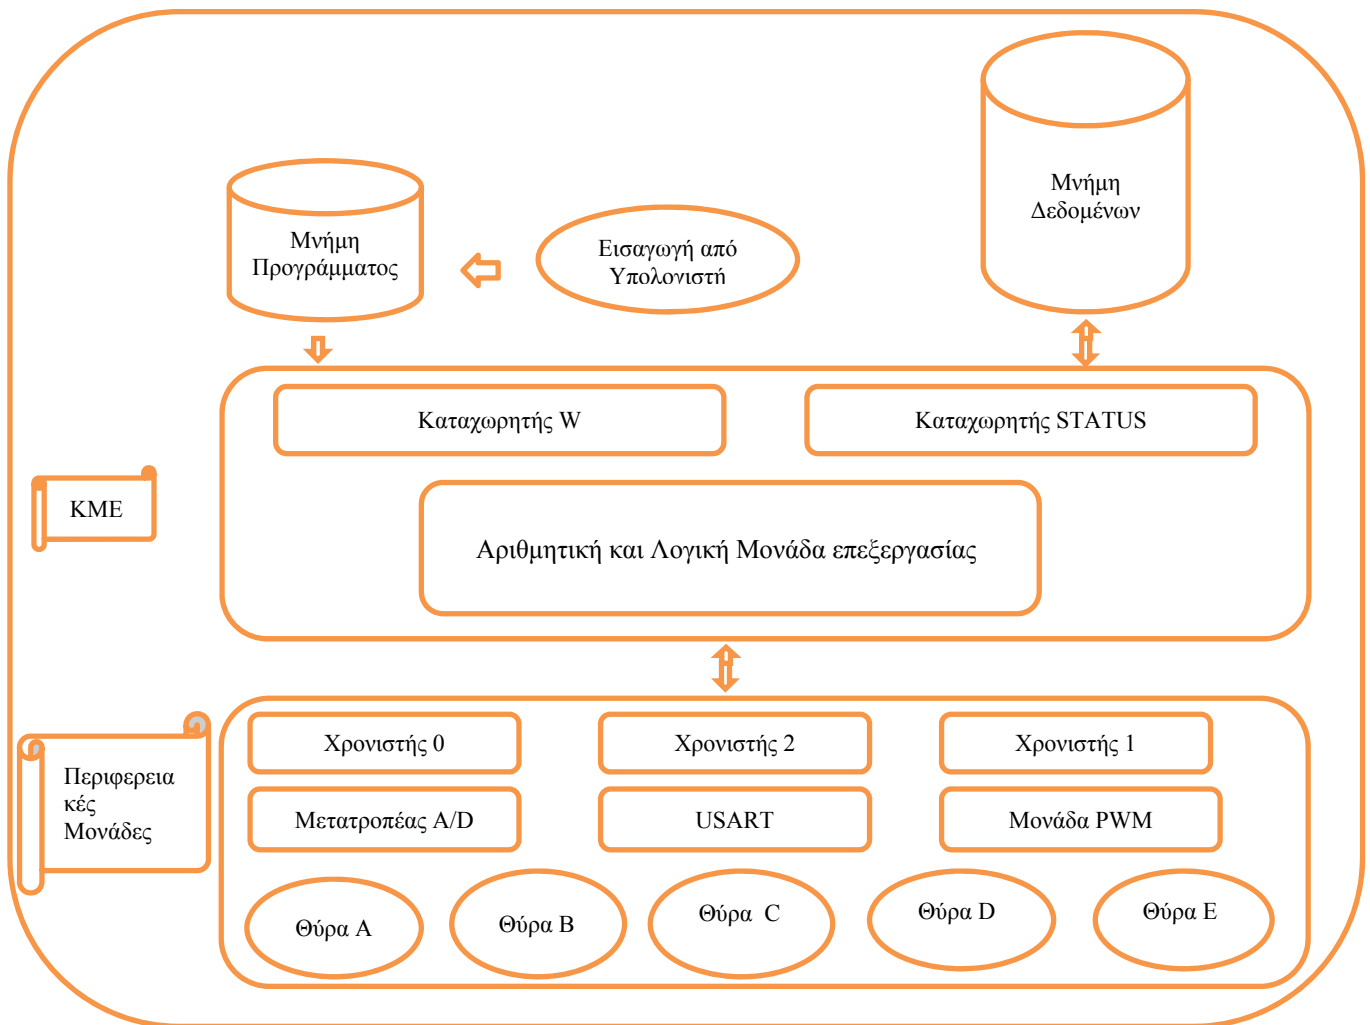 Μνήμη
Δεδομένων
Μνήμη
Προγράμματος
Εισαγωγή από
Υπολογιστή
Καταχωρητής W
Καταχωρητής STATUS
ΚΜΕ
Αριθμητική και Λογική Μονάδα επεξεργασίας
Χρονιστής 0
Χρονιστής 2
Χρονιστής 1
Περιφερεια
κές
Μονάδες
Μετατροπέας A/D
USART
Μονάδα PWM
Θύρα A
Θύρα B
Θύρα C
Θύρα D
Θύρα E